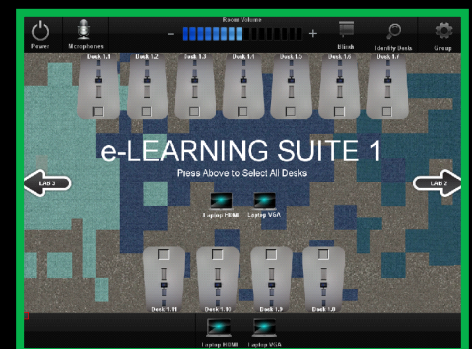 Room Volume
Power
Microphones
-
+
Blinds
Identify Desks
Group
Desk 1.1
Desk 1.2
Desk 1.3
Desk 1.4
Desk 1.5
Desk 1.6
Desk 1.7
e-LEARNING SUITE 1
Press Above to Select All Desks
LAB 3
LAB 2
Laptop HDMI
Laptop VGA
Desk 1.11
Desk 1.10
Desk 1.9
Desk 1.8
Laptop HDMI
Laptop VGA